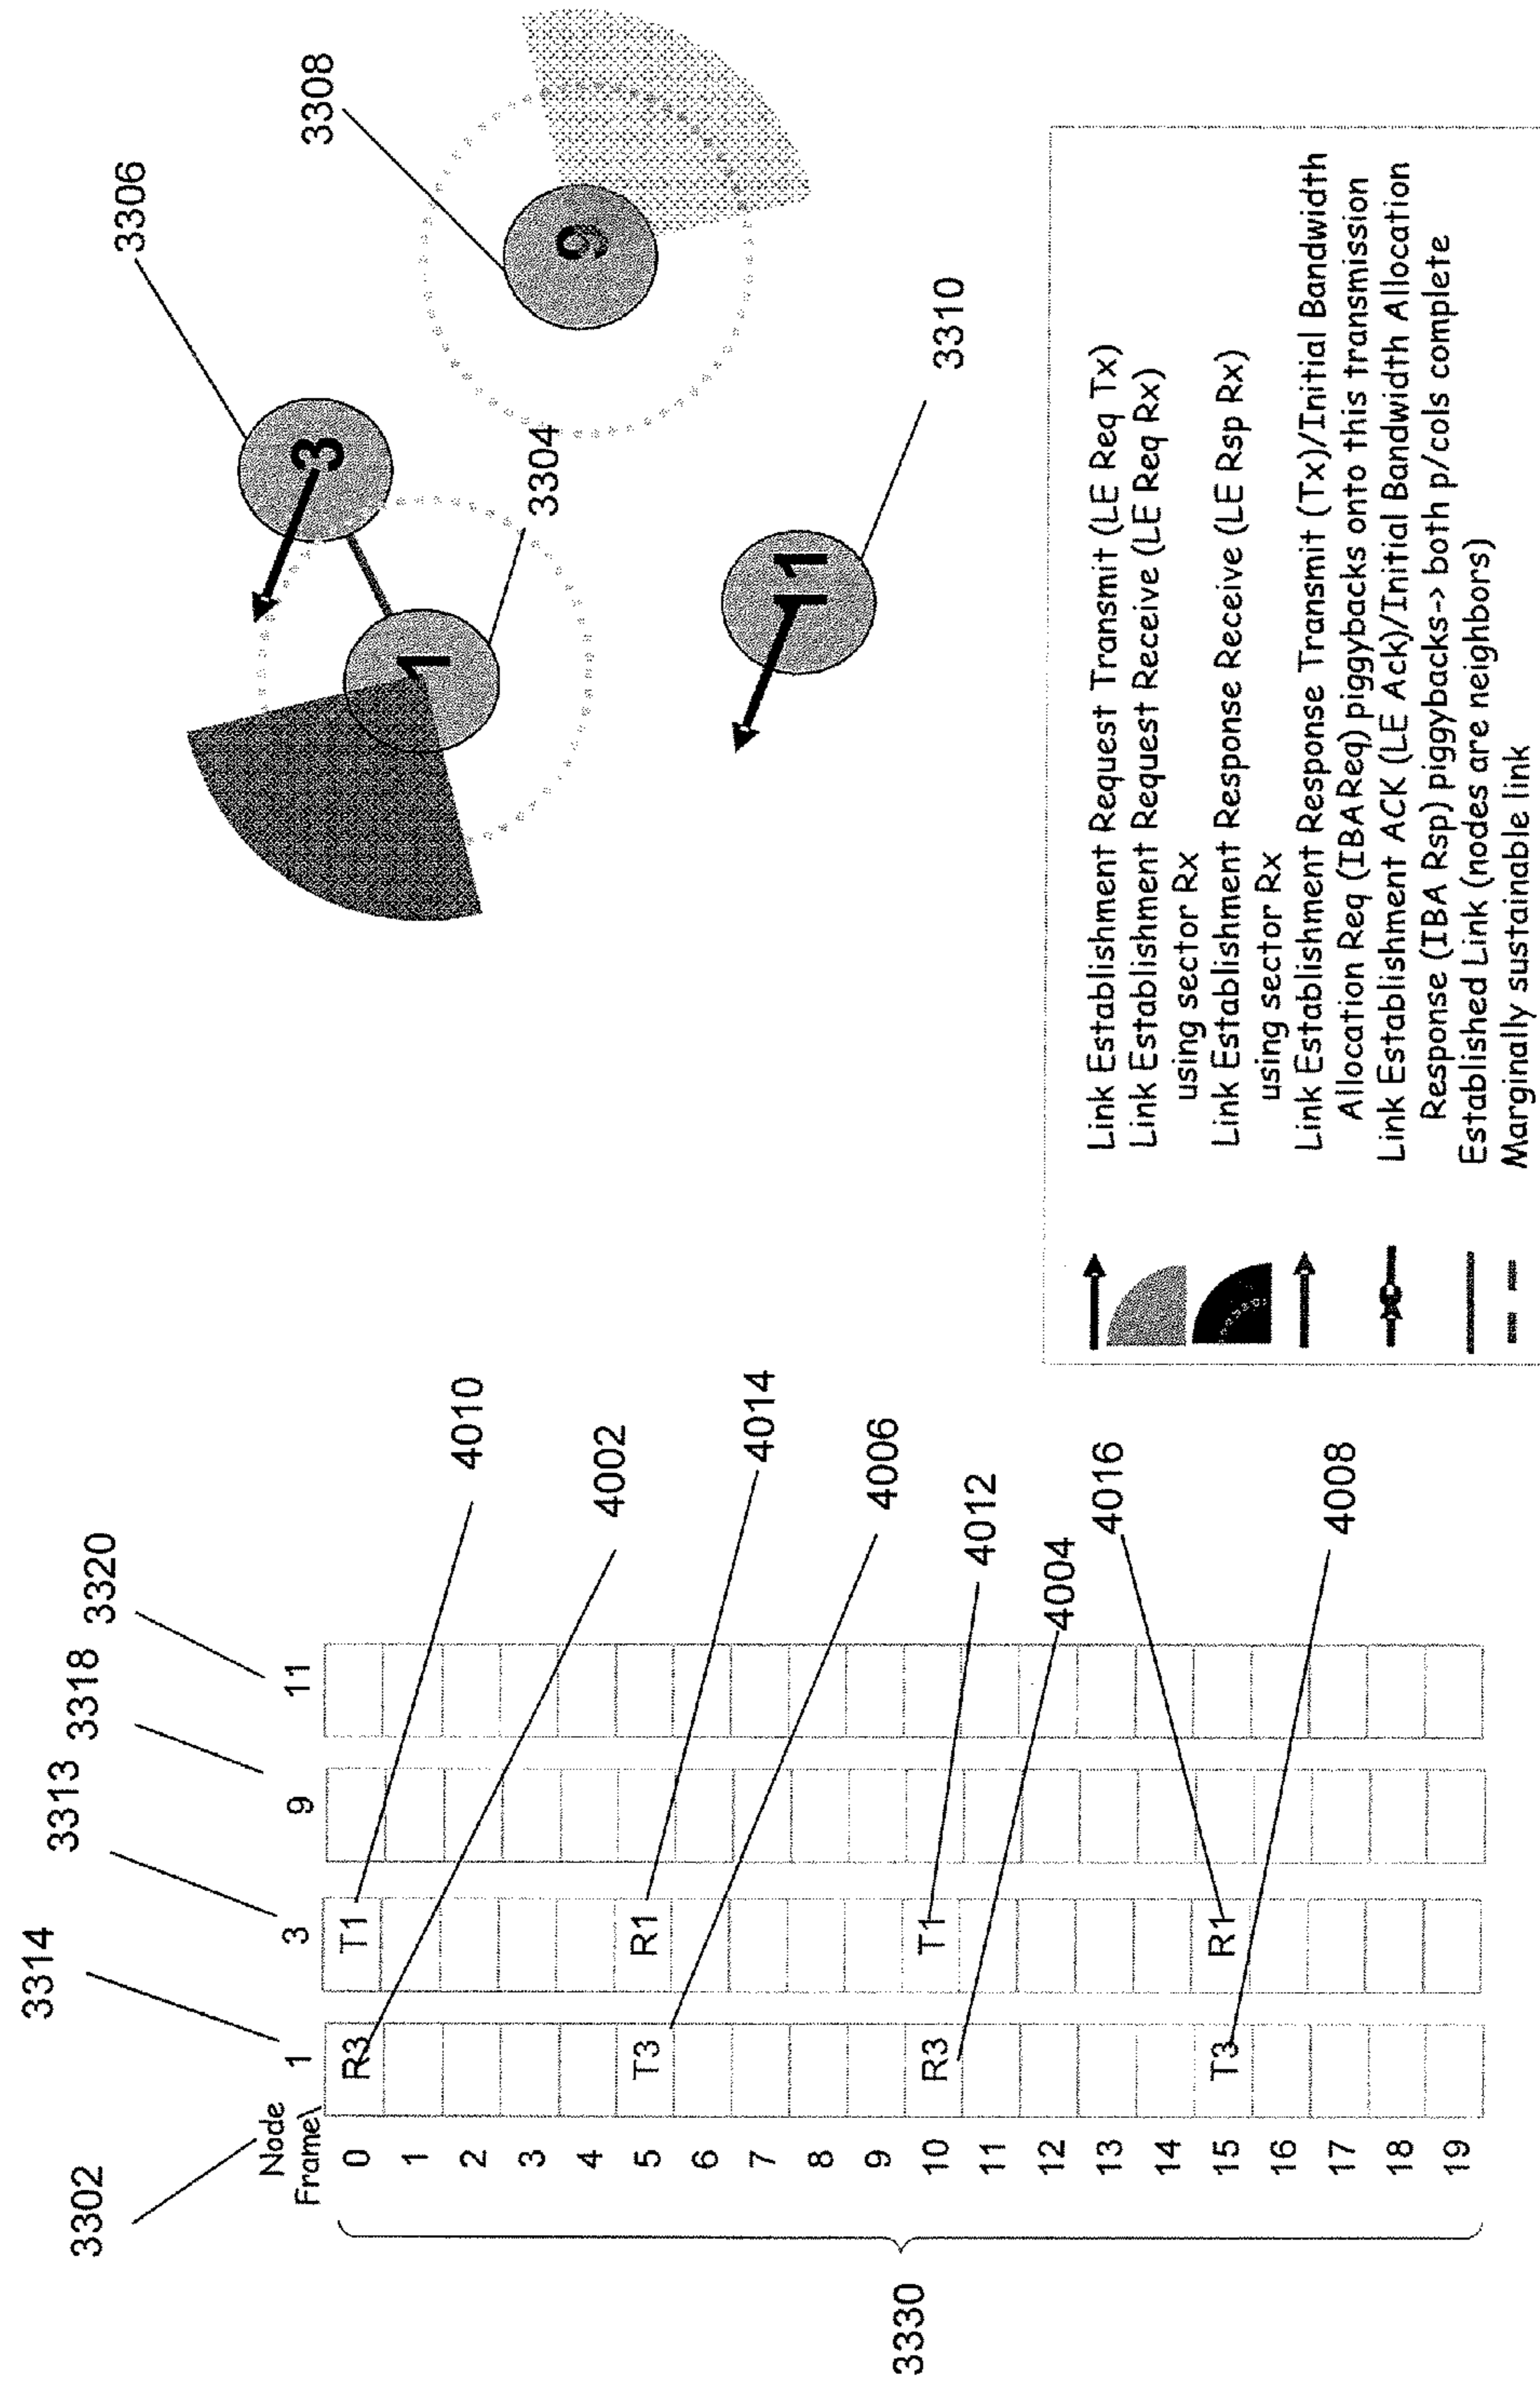 3302
3314
3313
3318
3320
Node
Frame\
1
3
9
11
0
R3
T1
4010
1
2
4002
3
4
5
T3
R1
4014
6
7
4006
8
9
10
R3
T1
4012
11
12
4004
13
4016
14
15
T3
R1
16
17
4008
18
19
3330
3306
3308
3
1
3304
9
11
3310
Link Establishment Request Transmit (LE Req Tx)
Link Establishment Request Receive (LE Req Rx)
using sector Rx
Link Establishment Response Receive (LE Rsp Rx)
using sector Rx
Link Establishment Response Transmit (Tx)/Initial Bandwidth
Allocation Req (IBA Req) piggybacks onto this transmission
Link Establishment ACK (LE Ack)/Initial Bandwidth Allocation
Response (IBA Rsp) piggybacks--> both p/cols complete
Established Link (nodes are neighbors)
Marginally sustainable link